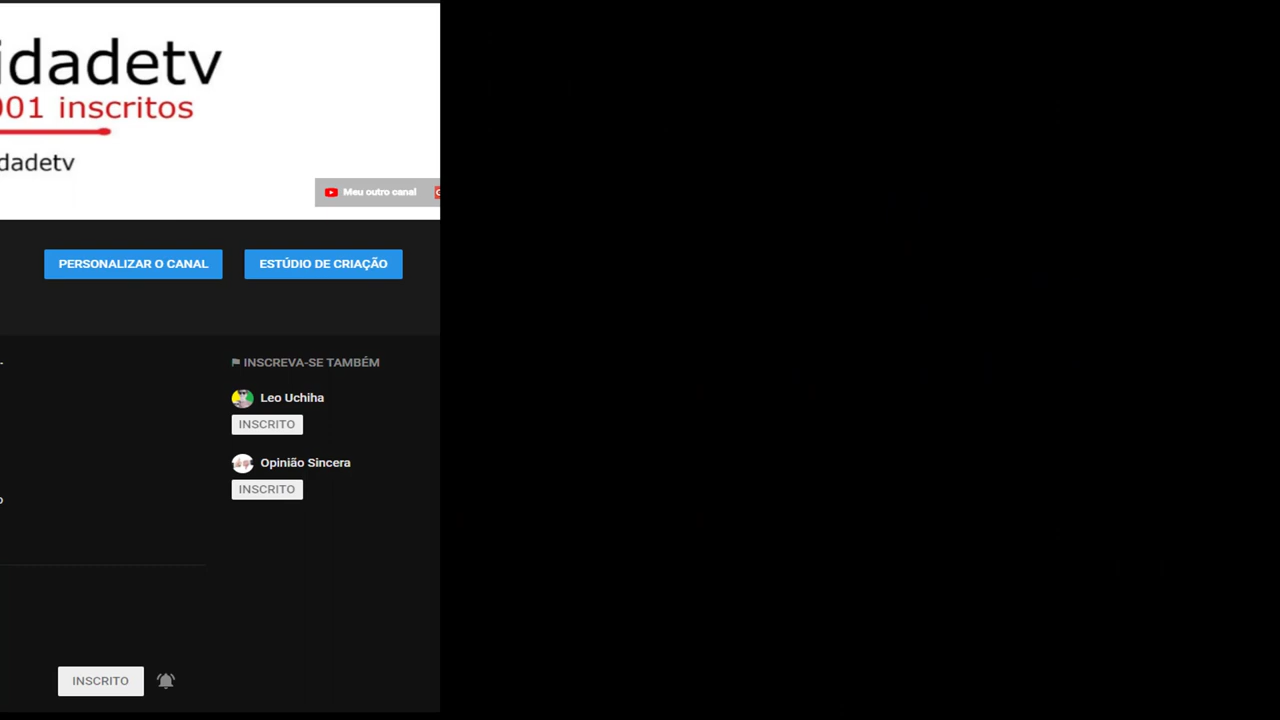 idadetv
001 inscritos
dadetv
Meu outro canal
PERSONALIZAR O CANAL
ESTÚDIO DE CRIAÇÃO
INSCREVA-SE TAMBÉM
Leo Uchiha
INSCRITO
Opinião Sincera
INSCRITO
INSCRITO